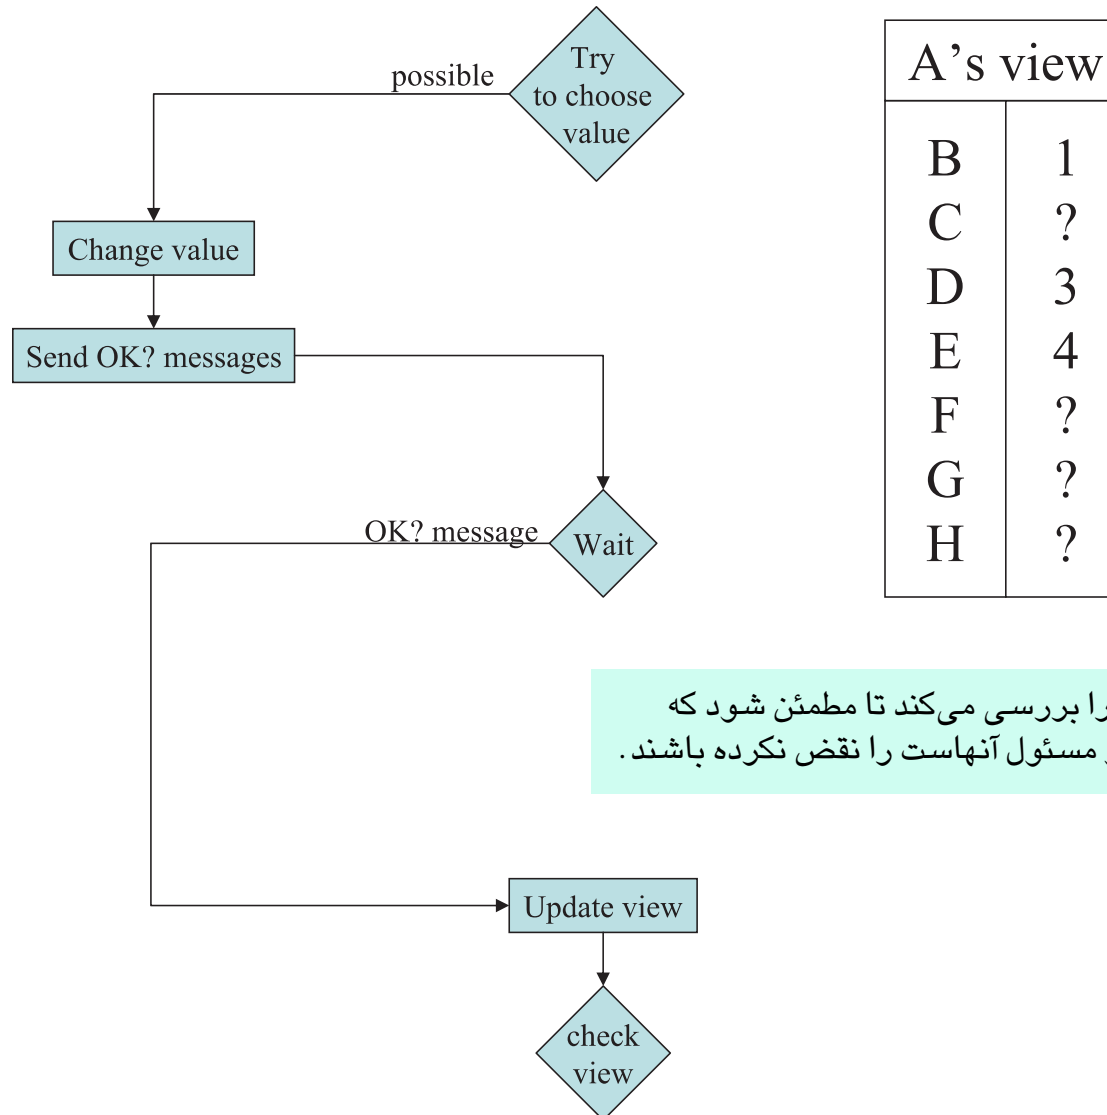 Try
to choose
value
possible
Change value
Send OK? messages
OK? message
Wait
Update view
check
view
A’s view
B 1
C ?
D 3
E 4
F ?
G ?
H ?
را بررسی می‌کند تا مطمئن شود که
مسئول آنهاست را نقض نکرده باشند.